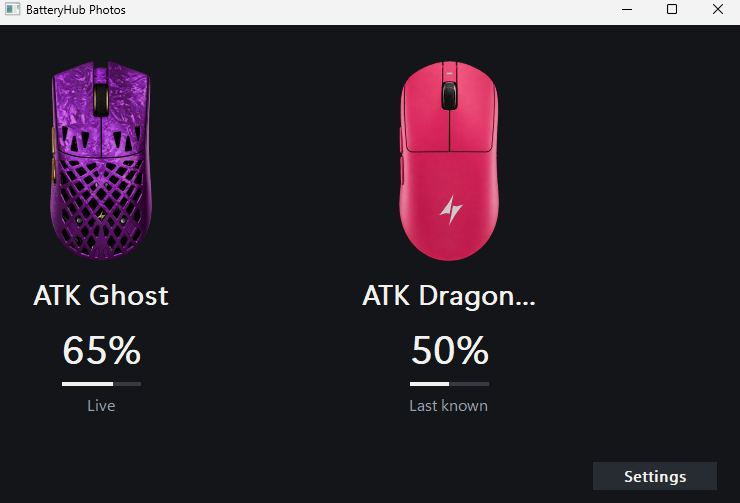 BatteryHub Photos
ATK Ghost
ATK Dragon...
65%
50%
Live
Last known
Settings